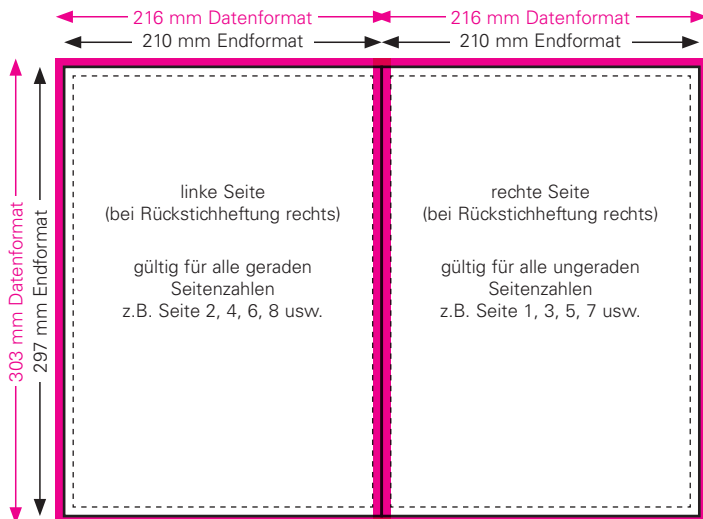 216 mm Datenformat
216 mm Datenformat
210 mm Endformat
210 mm Endformat
303 mm Datenformat
297 mm Endformat
linke Seite
(bei Rückstichheftung rechts)
gültig für alle geraden
Seitenzahlen
z.B. Seite 2, 4, 6, 8 usw.
rechte Seite
(bei Rückstichheftung rechts)
gültig für alle ungeraden
Seitenzahlen
z.B. Seite 1, 3, 5, 7 usw.